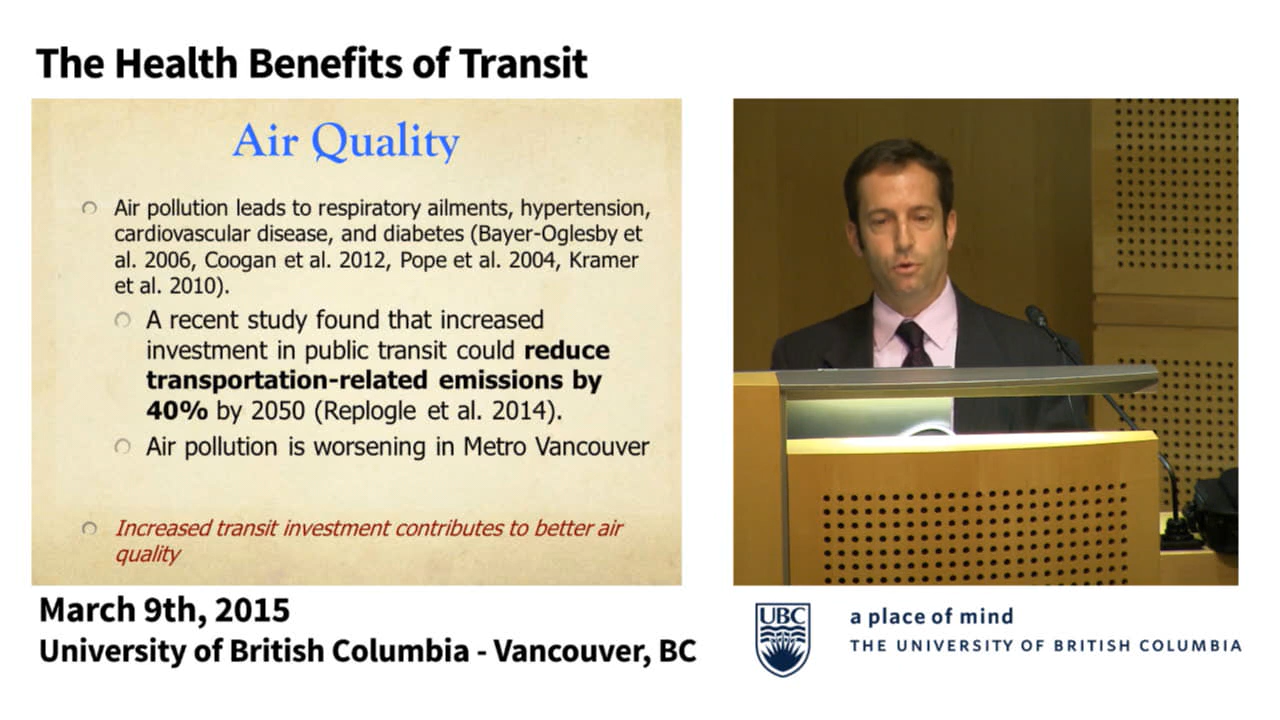 The Health Benefits of Transit
Air Quality
Air pollution leads to respiratory ailments, hypertension,
cardiovascular disease, and diabetes (Bayer-Oglesby et
al. 2006, Coogan et al. 2012, Pope et al. 2004, Kramer
et al. 2010).
A recent study found that increased
investment in public transit could reduce
transportation-related emissions by
40% by 2050 (Replogle et al. 2014).
Air pollution is worsening in Metro Vancouver
Increased transit investment contributes to better air
quality
March 9th, 2015
University of British Columbia - Vancouver, BC
UBC
a place of mind
THE UNIVERSITY OF BRITISH COLUMBIA